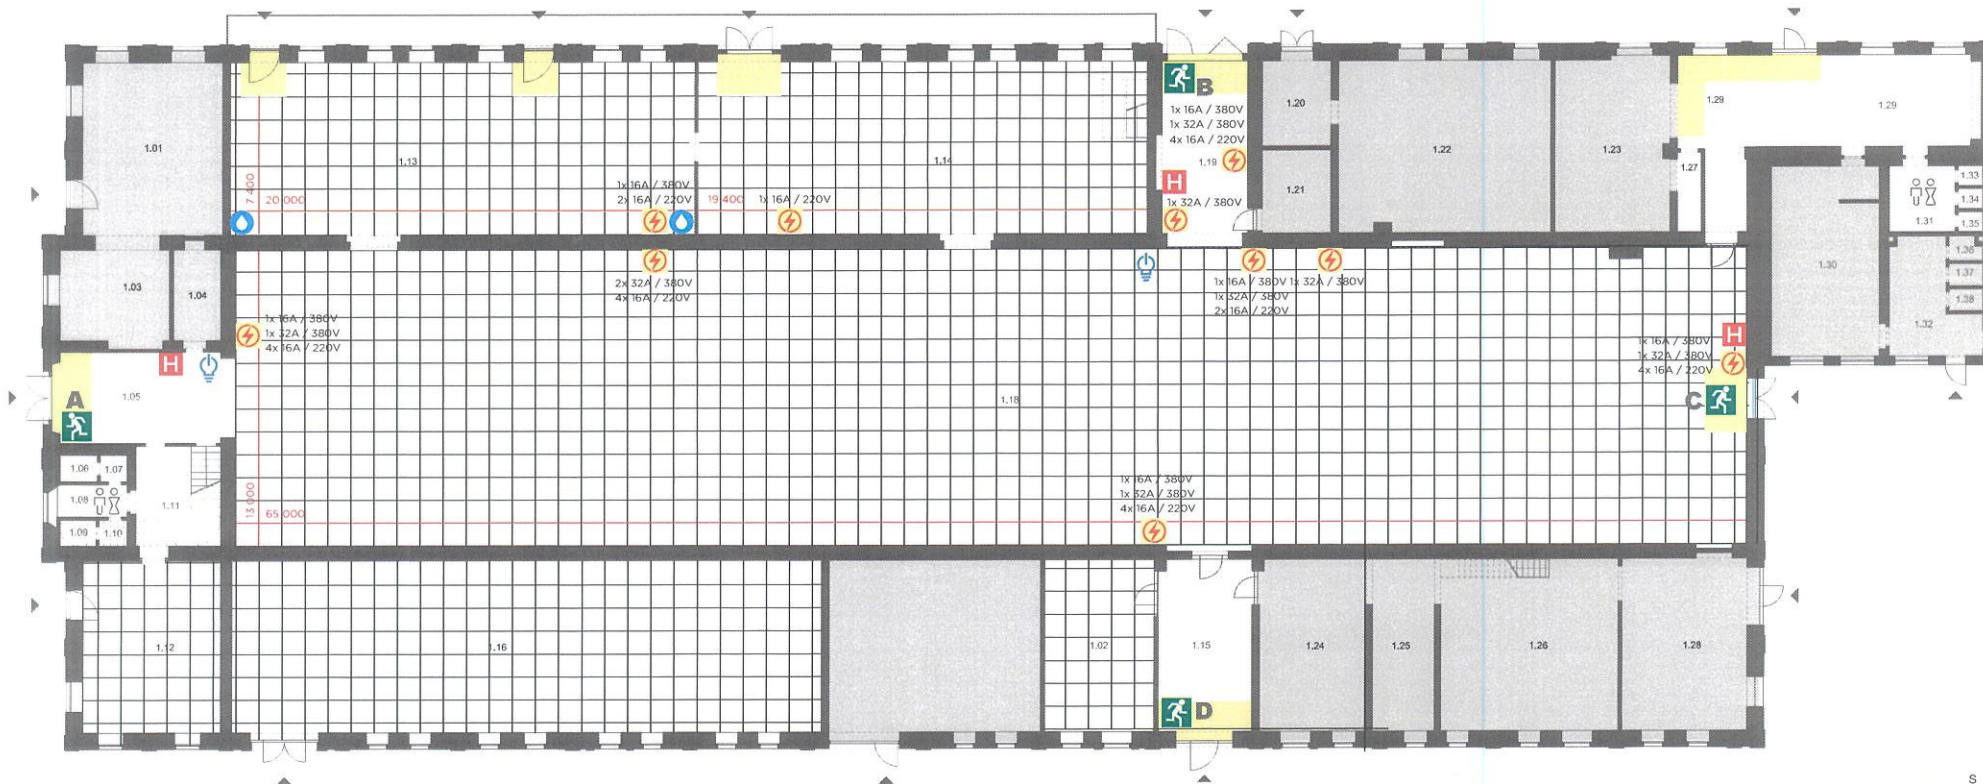 B
1x 16A / 380V
1x 32A / 380V
4x 16A / 220V
1.19
H
1x 32A / 380V
1.20
1.21
1.22
1.23
1.29
1.29
1.27
1.33
1.34
1.35
1.31
1.36
1.37
1.38
1.30
1.32
1.01
1.13
1.14
7 400
20 000
1x 16A / 380V
2x 16A / 220V
19 400
1x 16A / 220V
1.03
1.04
2x 32A / 380V
4x 16A / 220V
1x 16A / 380V
1x 32A / 380V
2x 16A / 220V
1x 32A / 380V
1x 16A / 380V
1x 32A / 380V
4x 16A / 220V
H
1x 16A / 380V
1x 32A / 380V
4x 16A / 220V
H
A
1.05
1.18
C
1.06
1.07
1.08
1.09
1.10
1.11
13 000
65 000
1x 16A / 380V
1x 32A / 380V
4x 16A / 220V
1.12
1.16
1.02
1.15
1.24
1.25
1.26
1.28
D
S